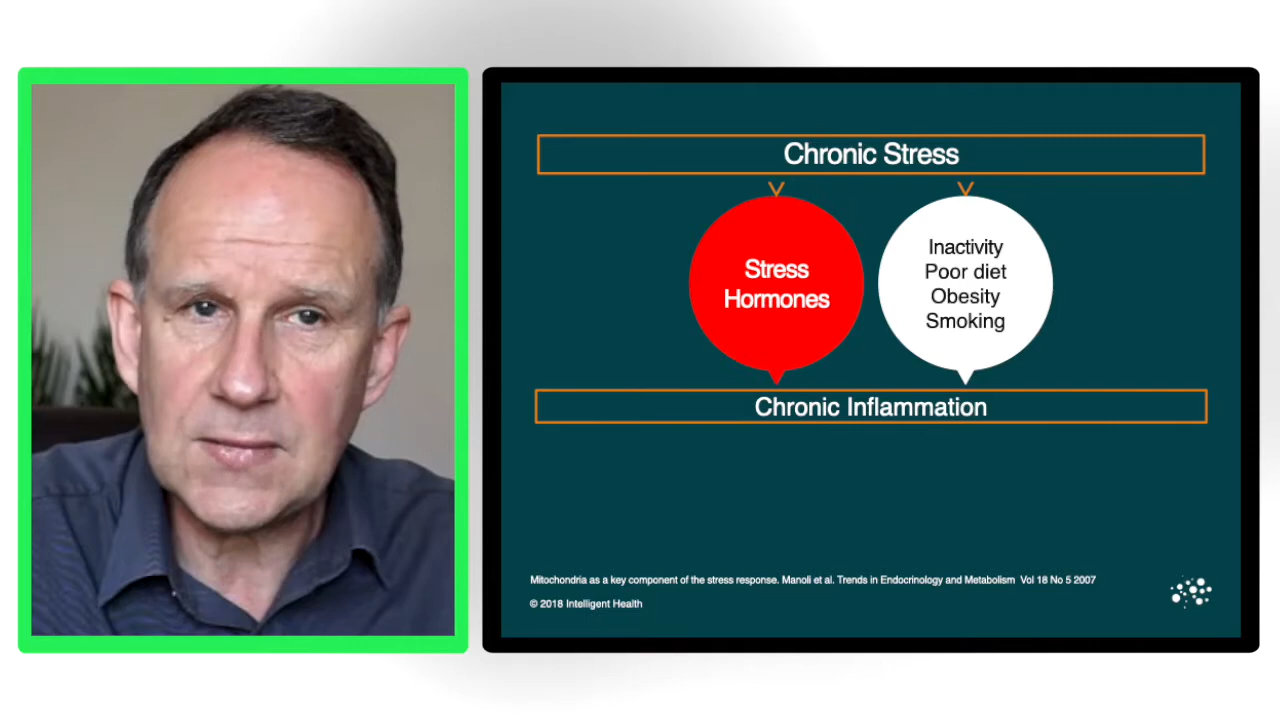 Chronic Stress
Stress
Hormones
Inactivity
Poor diet
Obesity
Smoking
Chronic Inflammation
Mitochondria as a key component of the stress response. Manoli et al. Trends in Endocrinology and Metabolism Vol 18 No 5 2007
© 2018 Intelligent Health